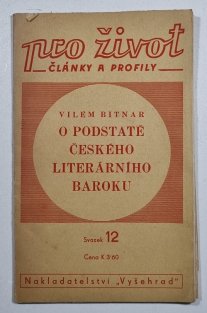 pro život
ČLÁNKY A PROFILY
VILÉM BITNAR
O PODSTATĚ
ČESKÉHO
LITERÁRNÍHO
BAROKU
Svazek 12
Cena K 3·60
Nakladatelství „Vyšehrad"